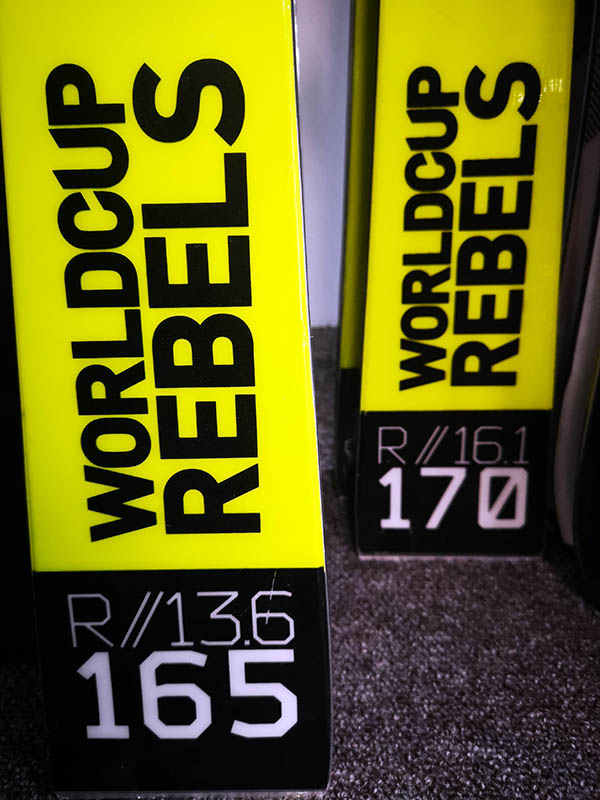 WORLDCUP
REBELS
R//13.6
165
WORLDCUP
REBELS
R//16.1
170